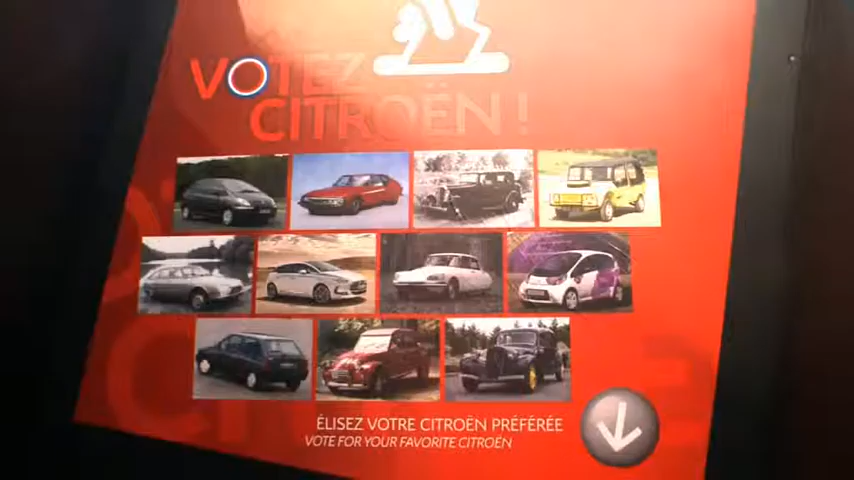 VOTEZ
CITROËN !
ÉLISEZ VOTRE CITROËN PRÉFÉRÉE
VOTE FOR YOUR FAVORITE CITROËN